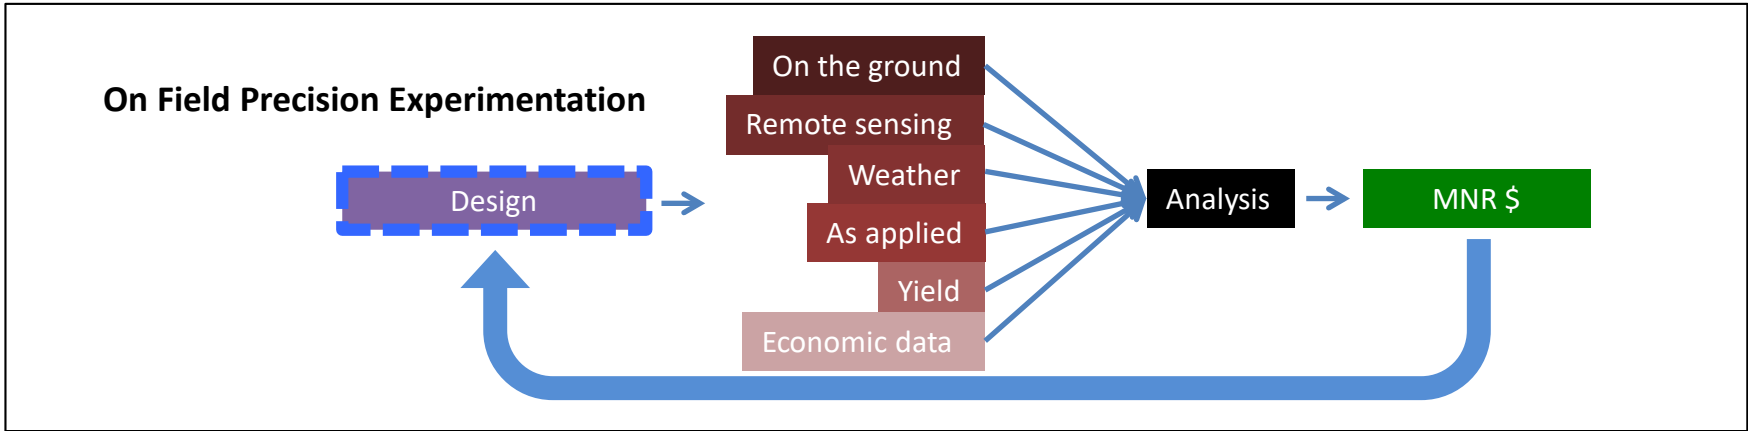 On Field Precision Experimentation
Design
On the ground
Remote sensing
Weather
As applied
Yield
Economic data
Analysis
MNR $